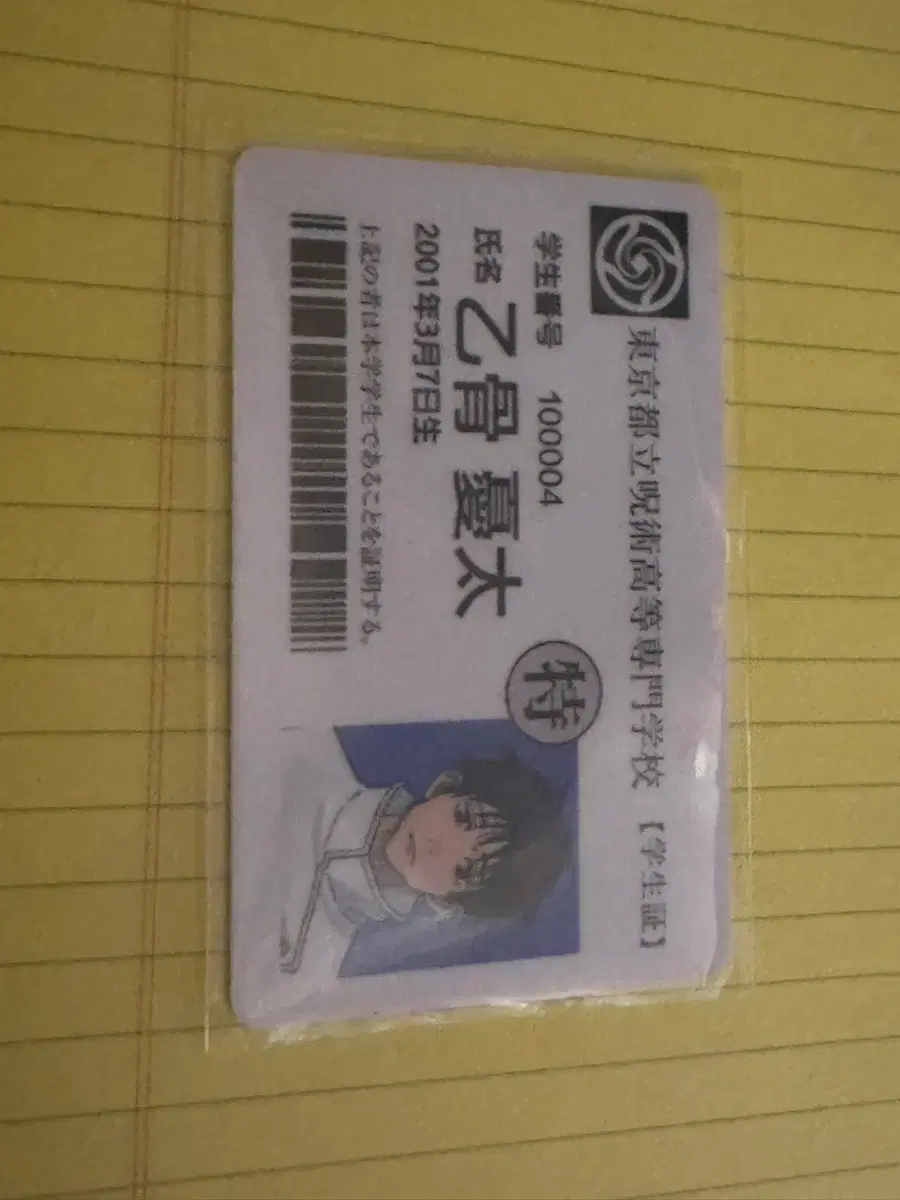 東京都立呪術高等専門学校 【学生証】
学生番号 10004
特
氏名 乙骨 憂太
2001年3月7日生
上記の者は本学学生であることを証明する。